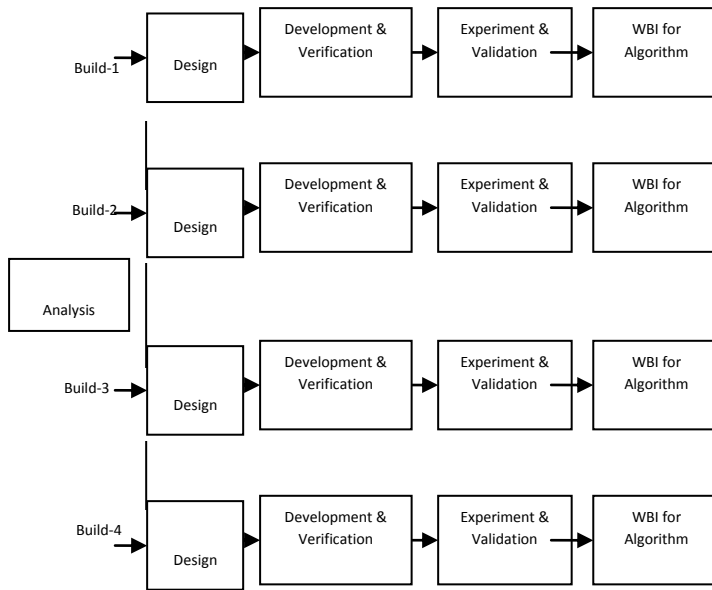 Build-1
Design
Development &
Verification
Experiment &
Validation
WBI for
Algorithm
Build-2
Design
Development &
Verification
Experiment &
Validation
WBI for
Algorithm
Analysis
Build-3
Design
Development &
Verification
Experiment &
Validation
WBI for
Algorithm
Build-4
Design
Development &
Verification
Experiment &
Validation
WBI for
Algorithm